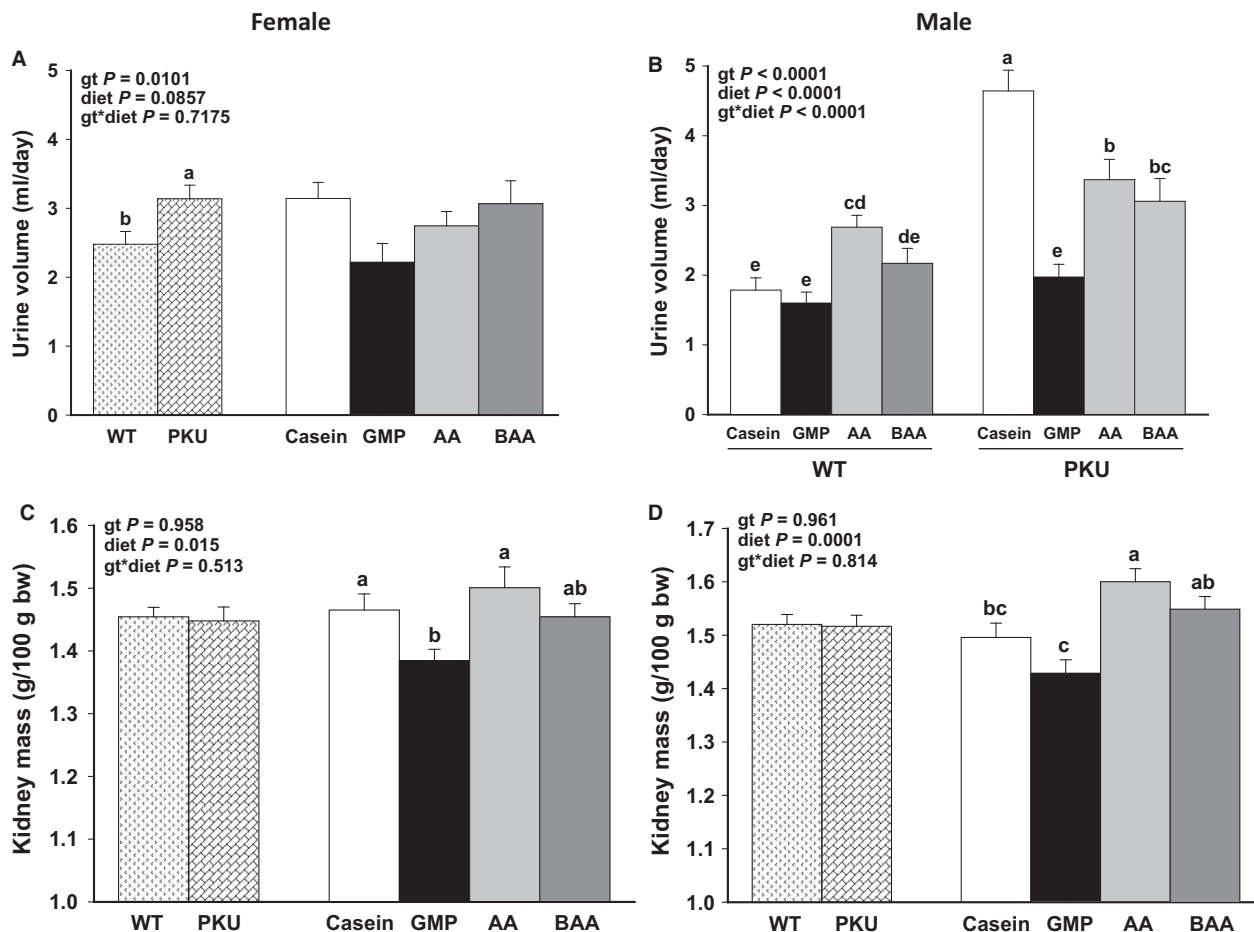 Female
Male
A
gt P = 0.0101
diet P = 0.0857
gt*diet P = 0.7175
Urine volume (ml/day)
5
4
3
2
1
0
b
a
WT PKU Casein GMP AA BAA
B
gt P < 0.0001
diet P < 0.0001
gt*diet P < 0.0001
Urine volume (ml/day)
5
4
3
2
1
0
e e cd de a e b bc
Casein GMP AA BAA Casein GMP AA BAA
WT PKU
C
gt P = 0.958
diet P = 0.015
gt*diet P = 0.513
Kidney mass (g/100 g bw)
1.6
1.5
1.4
1.3
1.2
1.1
1.0
a b a ab
WT PKU Casein GMP AA BAA
D
gt P = 0.961
diet P = 0.0001
gt*diet P = 0.814
Kidney mass (g/100 g bw)
1.7
1.6
1.5
1.4
1.3
1.2
1.1
1.0
bc c a ab
WT PKU Casein GMP AA BAA